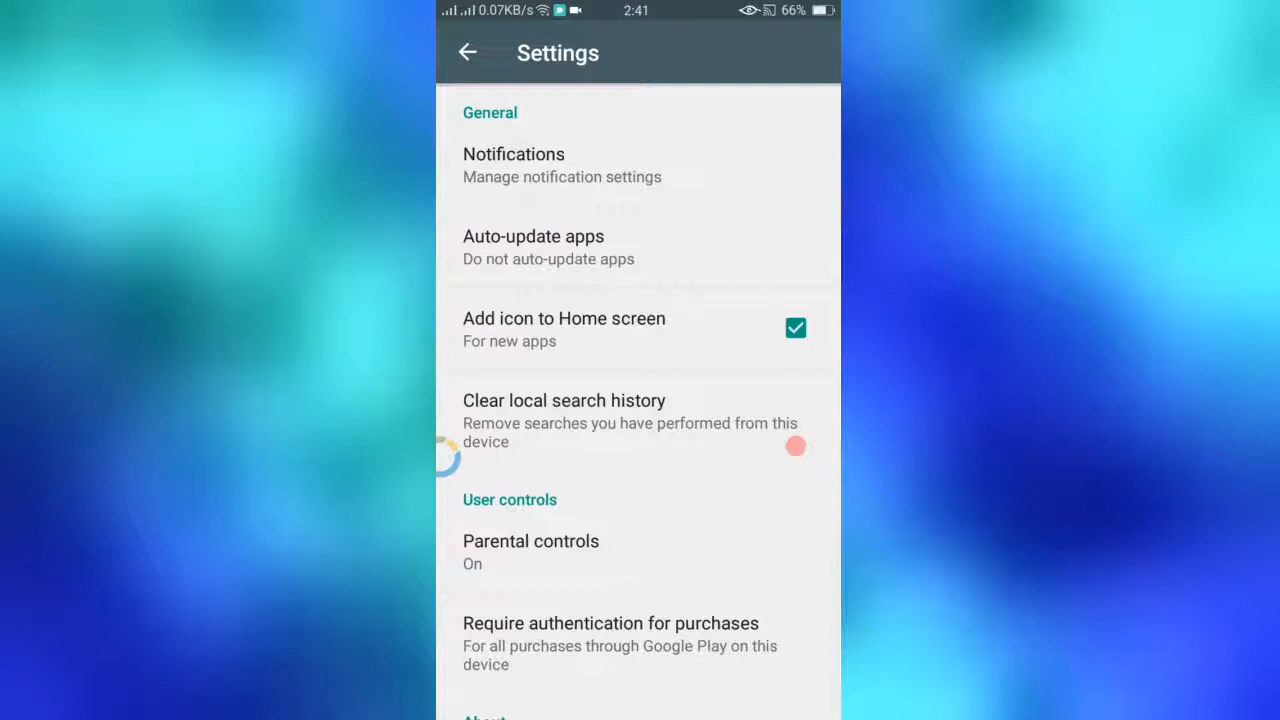 0.07KB/s 2:41 66%
Settings
General
Notifications
Manage notification settings
Auto-update apps
Do not auto-update apps
Add icon to Home screen
For new apps
Clear local search history
Remove searches you have performed from this
device
User controls
Parental controls
On
Require authentication for purchases
For all purchases through Google Play on this
device
About